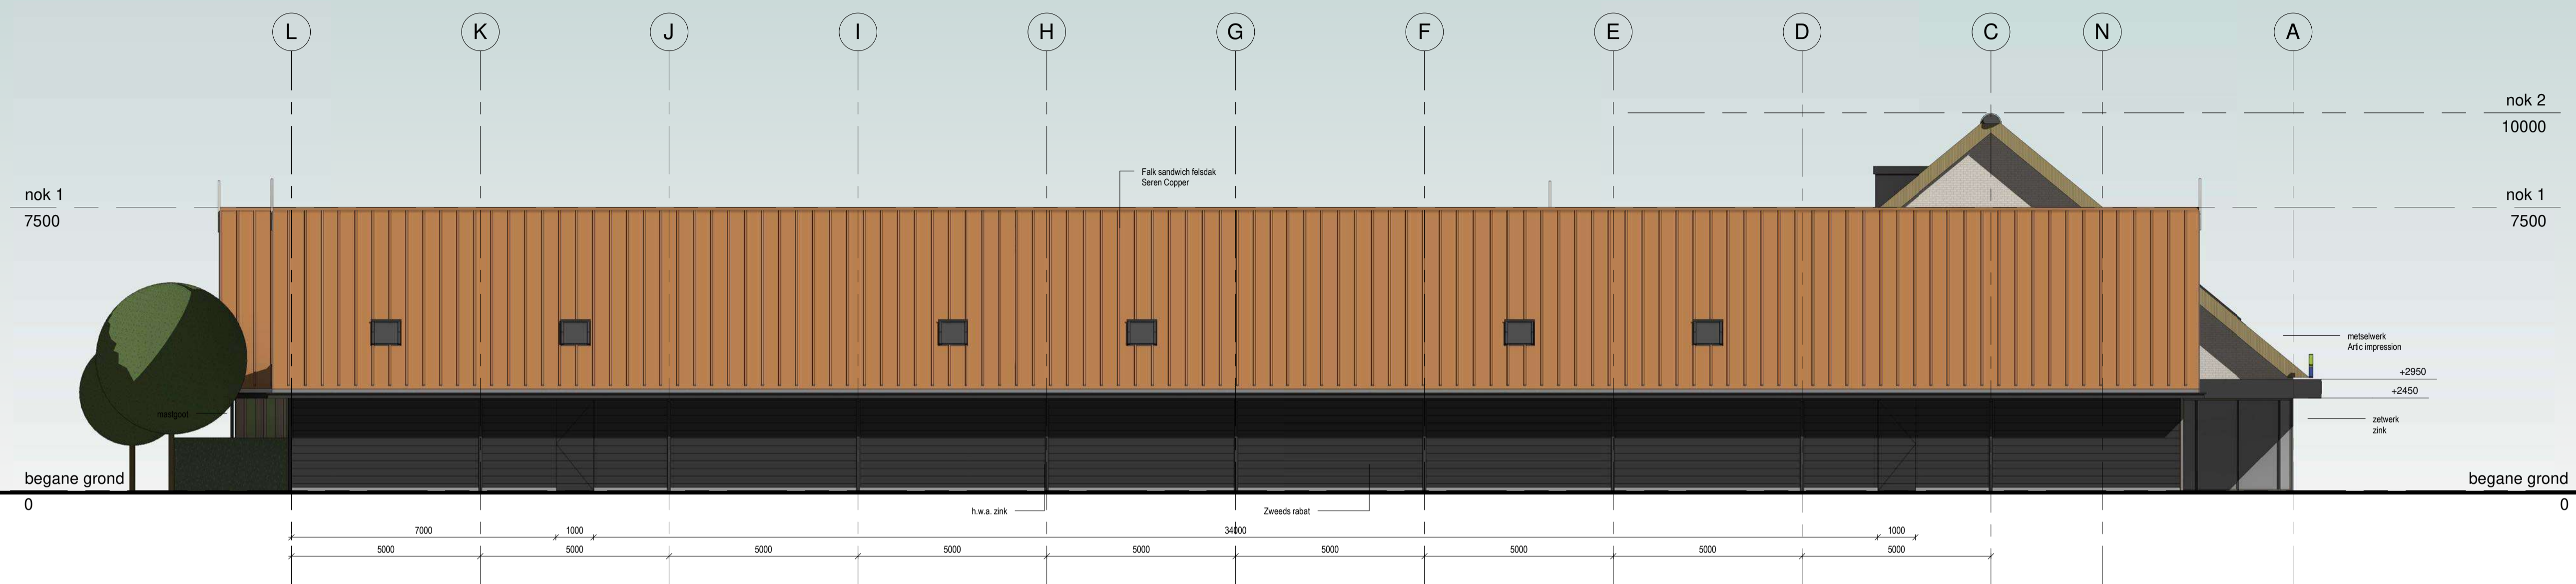 L
K
J
I
H
G
F
E
D
C
N
A
nok 2
10000
Falk sandwich felsdak
Seren Copper
nok 1
7500
nok 1
7500
metselwerk
Artic impression
+2950
+2450
mastgoot
zetwerk
zink
begane grond
0
begane grond
0
h.w.a. zink
Zweeds rabat
7000
1000
34000
1000
5000
5000
5000
5000
5000
5000
5000
5000
5000